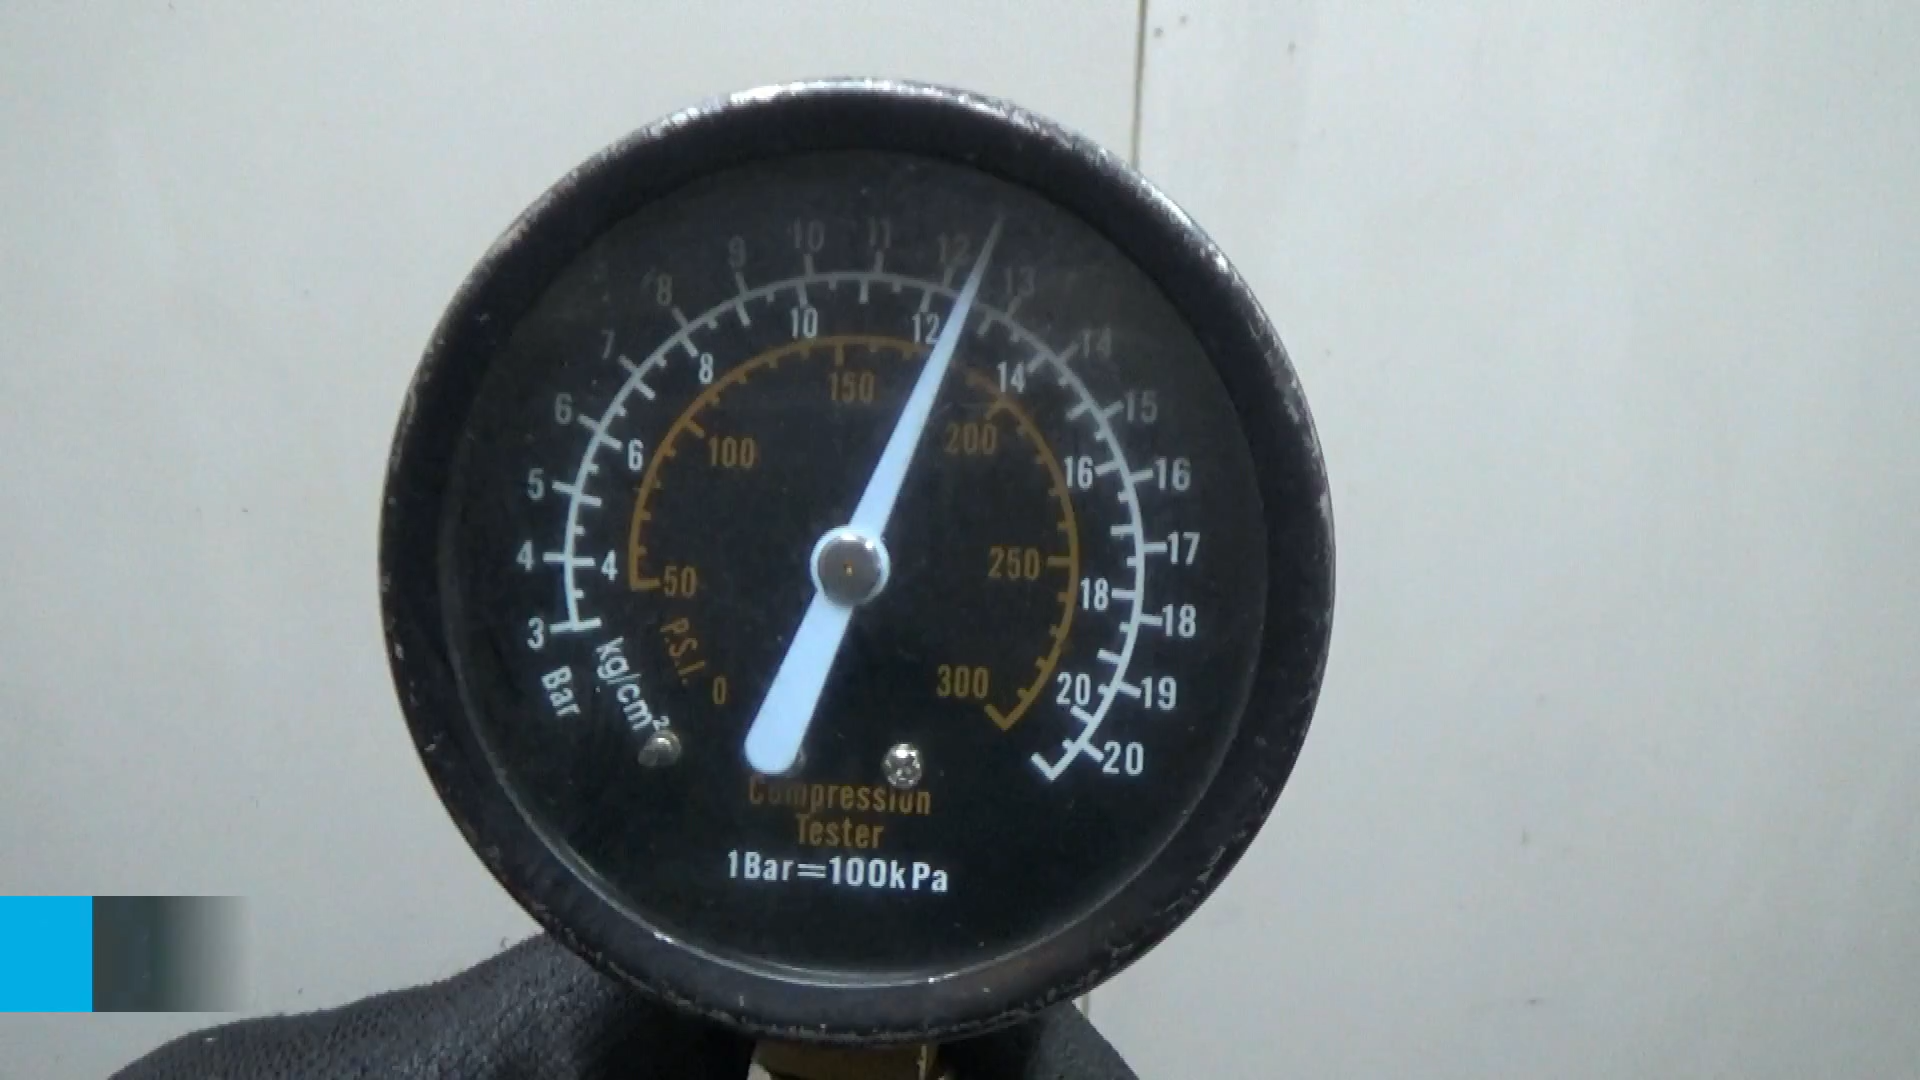 3 4 5 6 7 8 9 10 11 12 13 14 15 16 17 18 19 20
Bar
4 6 8 10 12 14 16 18 20
kg/cm²
0 50 100 150 200 250 300
P.S.I.
Compression
Tester
1Bar=100kPa